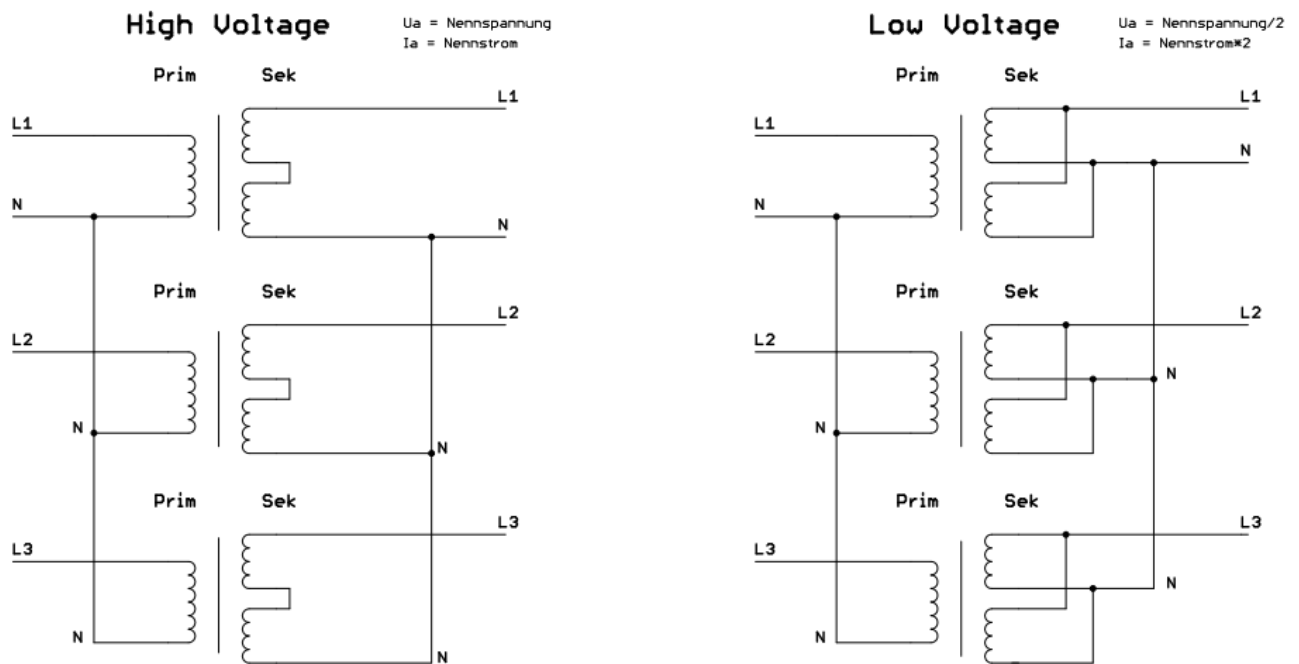 High Voltage
Ua = Nennspannung
Ia = Nennstrom
Prim Sek
L1
L1
N
N
Prim Sek
L2
L2
N
N
Prim Sek
L3
L3
N
N
Low Voltage
Ua = Nennspannung/2
Ia = Nennstrom*2
Prim Sek
L1
L1
N
N
Prim Sek
L2
L2
N
N
Prim Sek
L3
L3
N
N